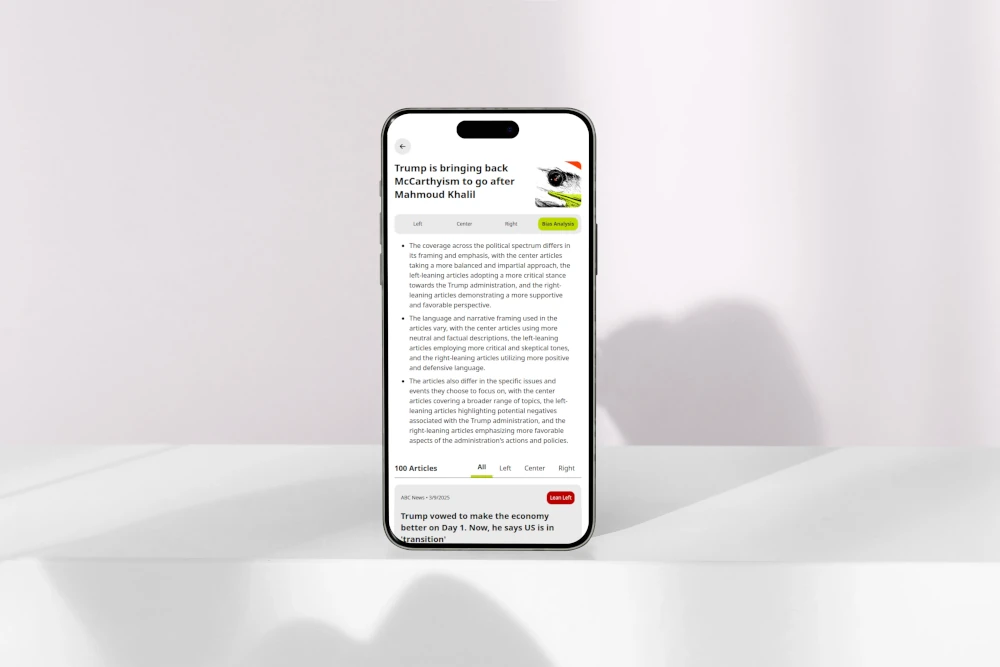 Trump is bringing back
McCarthyism to go after
Mahmoud Khalil
Left Center Right Bias Analysis
• The coverage across the political spectrum differs in
its framing and emphasis, with the center articles
taking a more balanced and impartial approach, the
left-leaning articles adopting a more critical stance
towards the Trump administration, and the right-
leaning articles demonstrating a more supportive
and favorable perspective.
• The language and narrative framing used in the
articles vary, with the center articles using more
neutral and factual descriptions, the left-leaning
articles employing more critical and skeptical tones,
and the right-leaning articles utilizing more positive
and defensive language.
• The articles also differ in the specific issues and
events they choose to focus on, with the center
articles covering a broader range of topics, the left-
leaning articles highlighting potential negatives
associated with the Trump administration, and the
right-leaning articles emphasizing more favorable
aspects of the administration's actions and policies.
100 Articles All Left Center Right
ABC News • 3/9/2025 Lean Left
Trump vowed to make the economy
better on Day 1. Now, he says US is in
'transition'